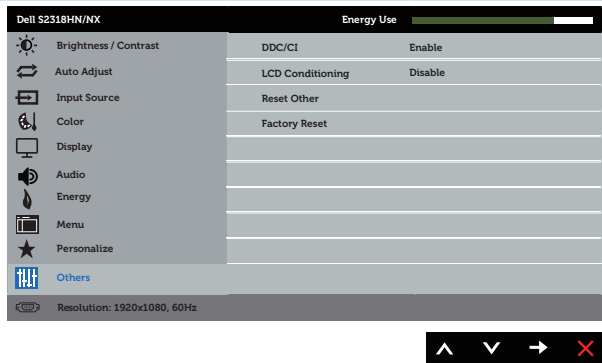 Dell S2318HN/NX Energy Use
Brightness / Contrast DDC/CI Enable
Auto Adjust LCD Conditioning Disable
Input Source Reset Other
Color Factory Reset
Display
Audio
Energy
Menu
Personalize
Others
Resolution: 1920x1080, 60Hz